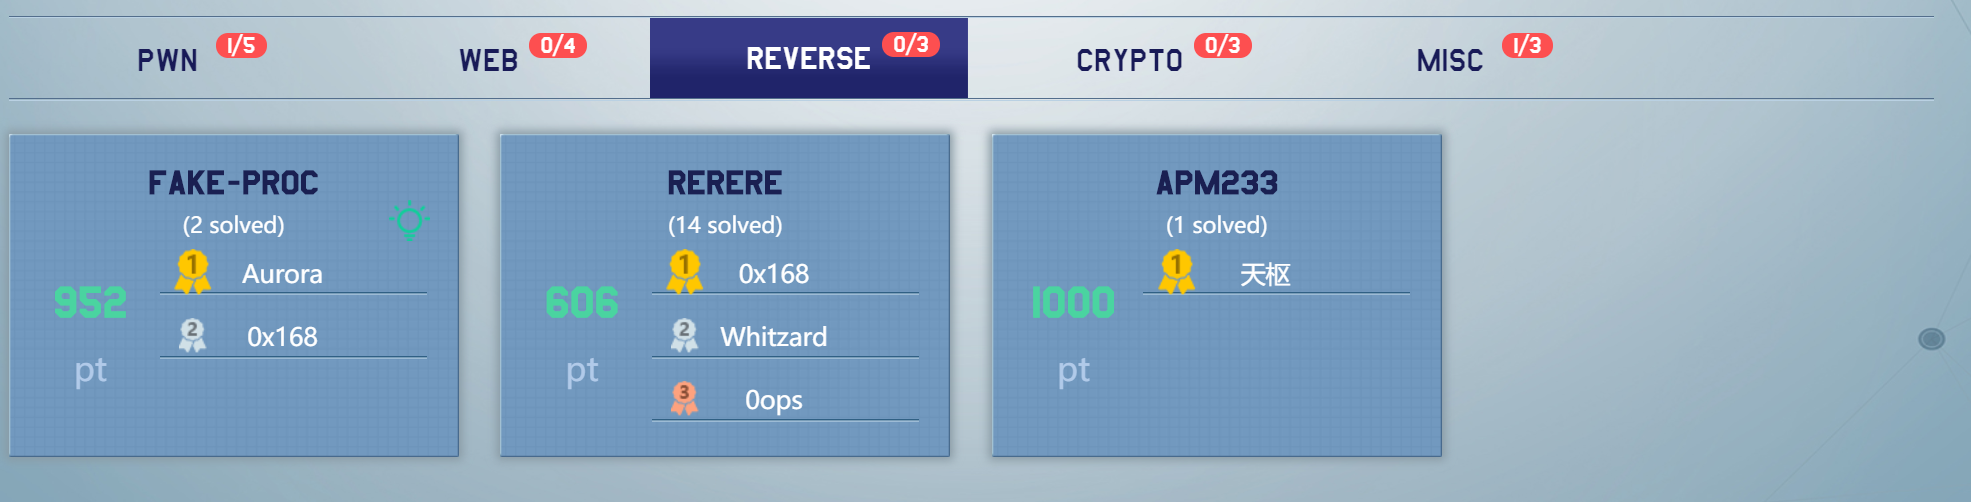 PWN 1/5 WEB 0/4 REVERSE 0/3 CRYPTO 0/3 MISC 1/3
FAKE-PROC
(2 solved)
952
pt
1 Aurora
2 0x168
RERERE
(14 solved)
606
pt
1 0x168
2 Whitzard
3 0ops
APM233
(1 solved)
1000
pt
1 天枢